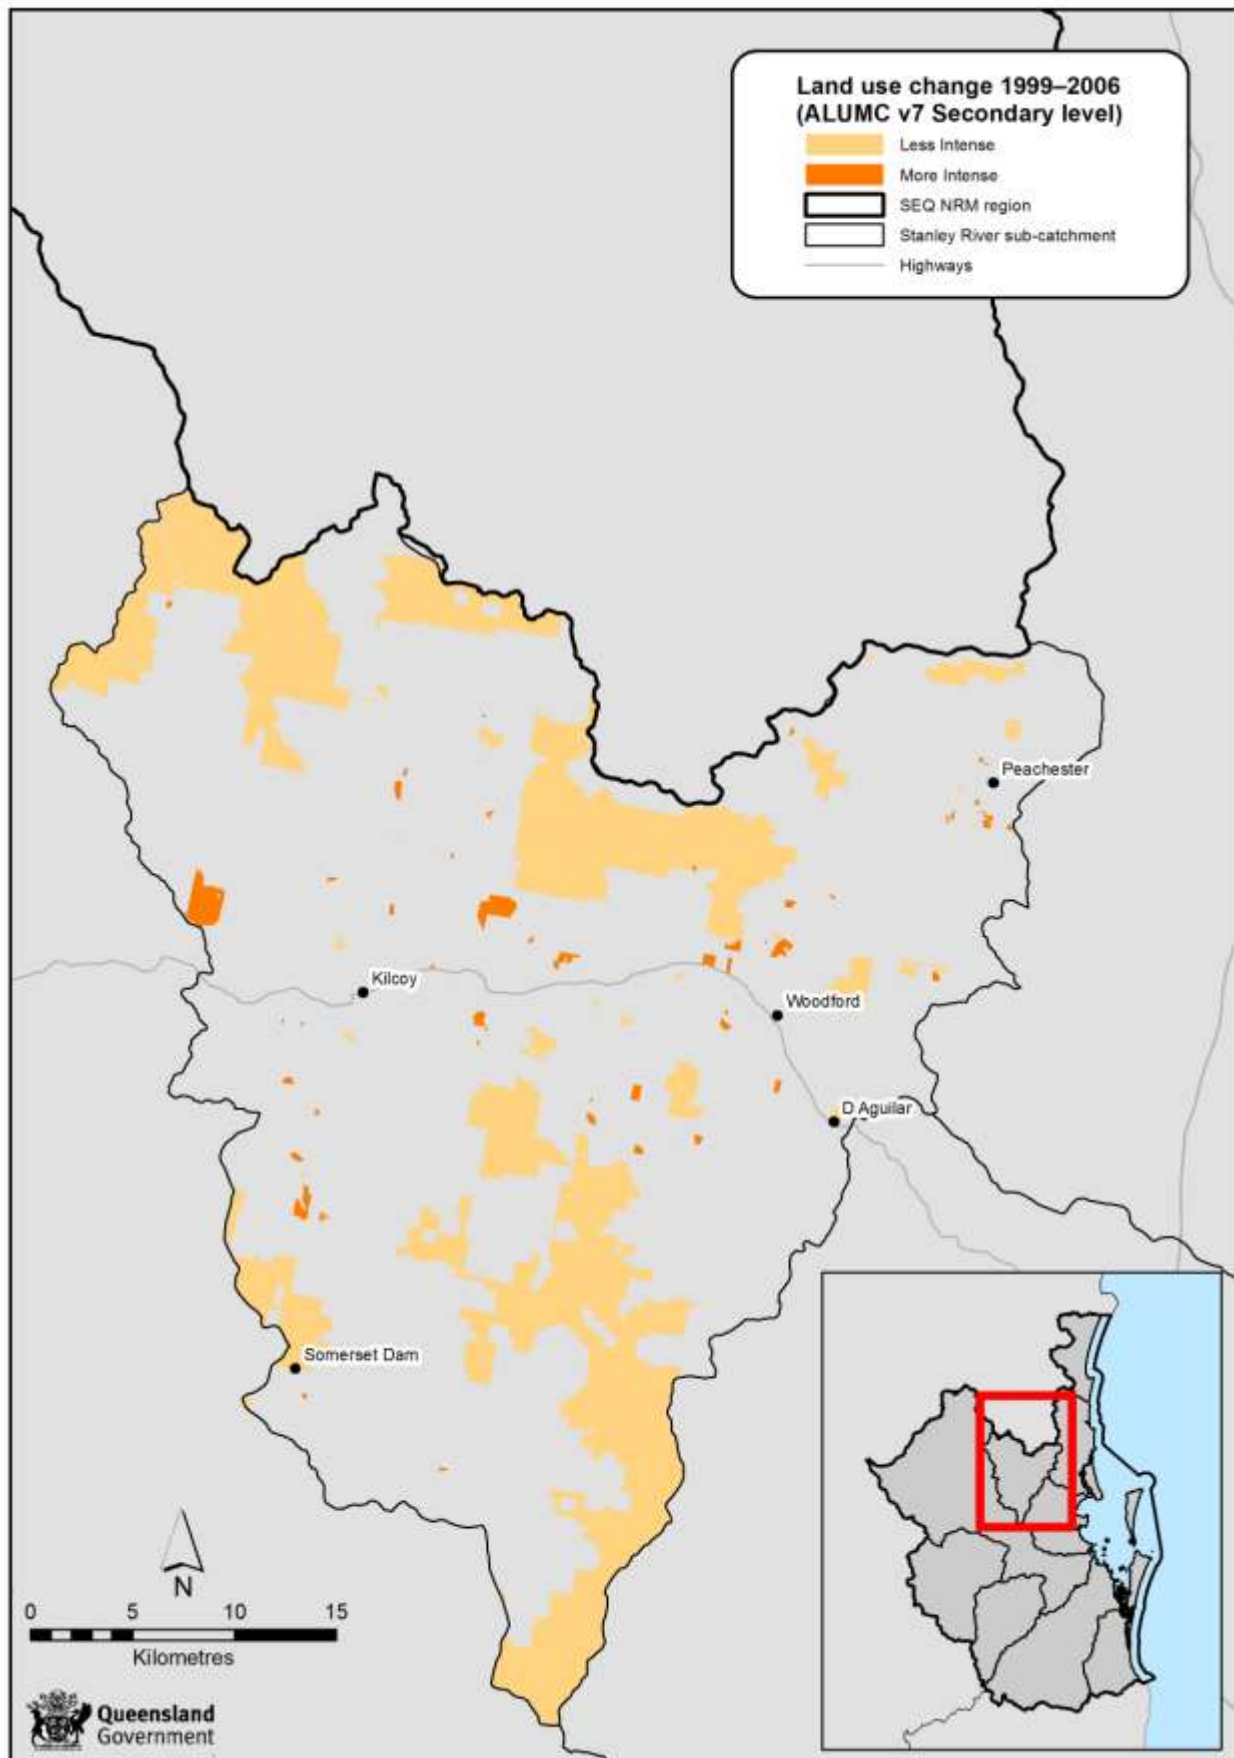 Land use change 1999–2006
(ALUMC v7 Secondary level)
Less Intense
More Intense
SEQ NRM region
Stanley River sub-catchment
Highways
Peachester
Kilcoy
Woodford
D Aguilar
Somerset Dam
N
0 5 10 15
Kilometres
Queensland
Government